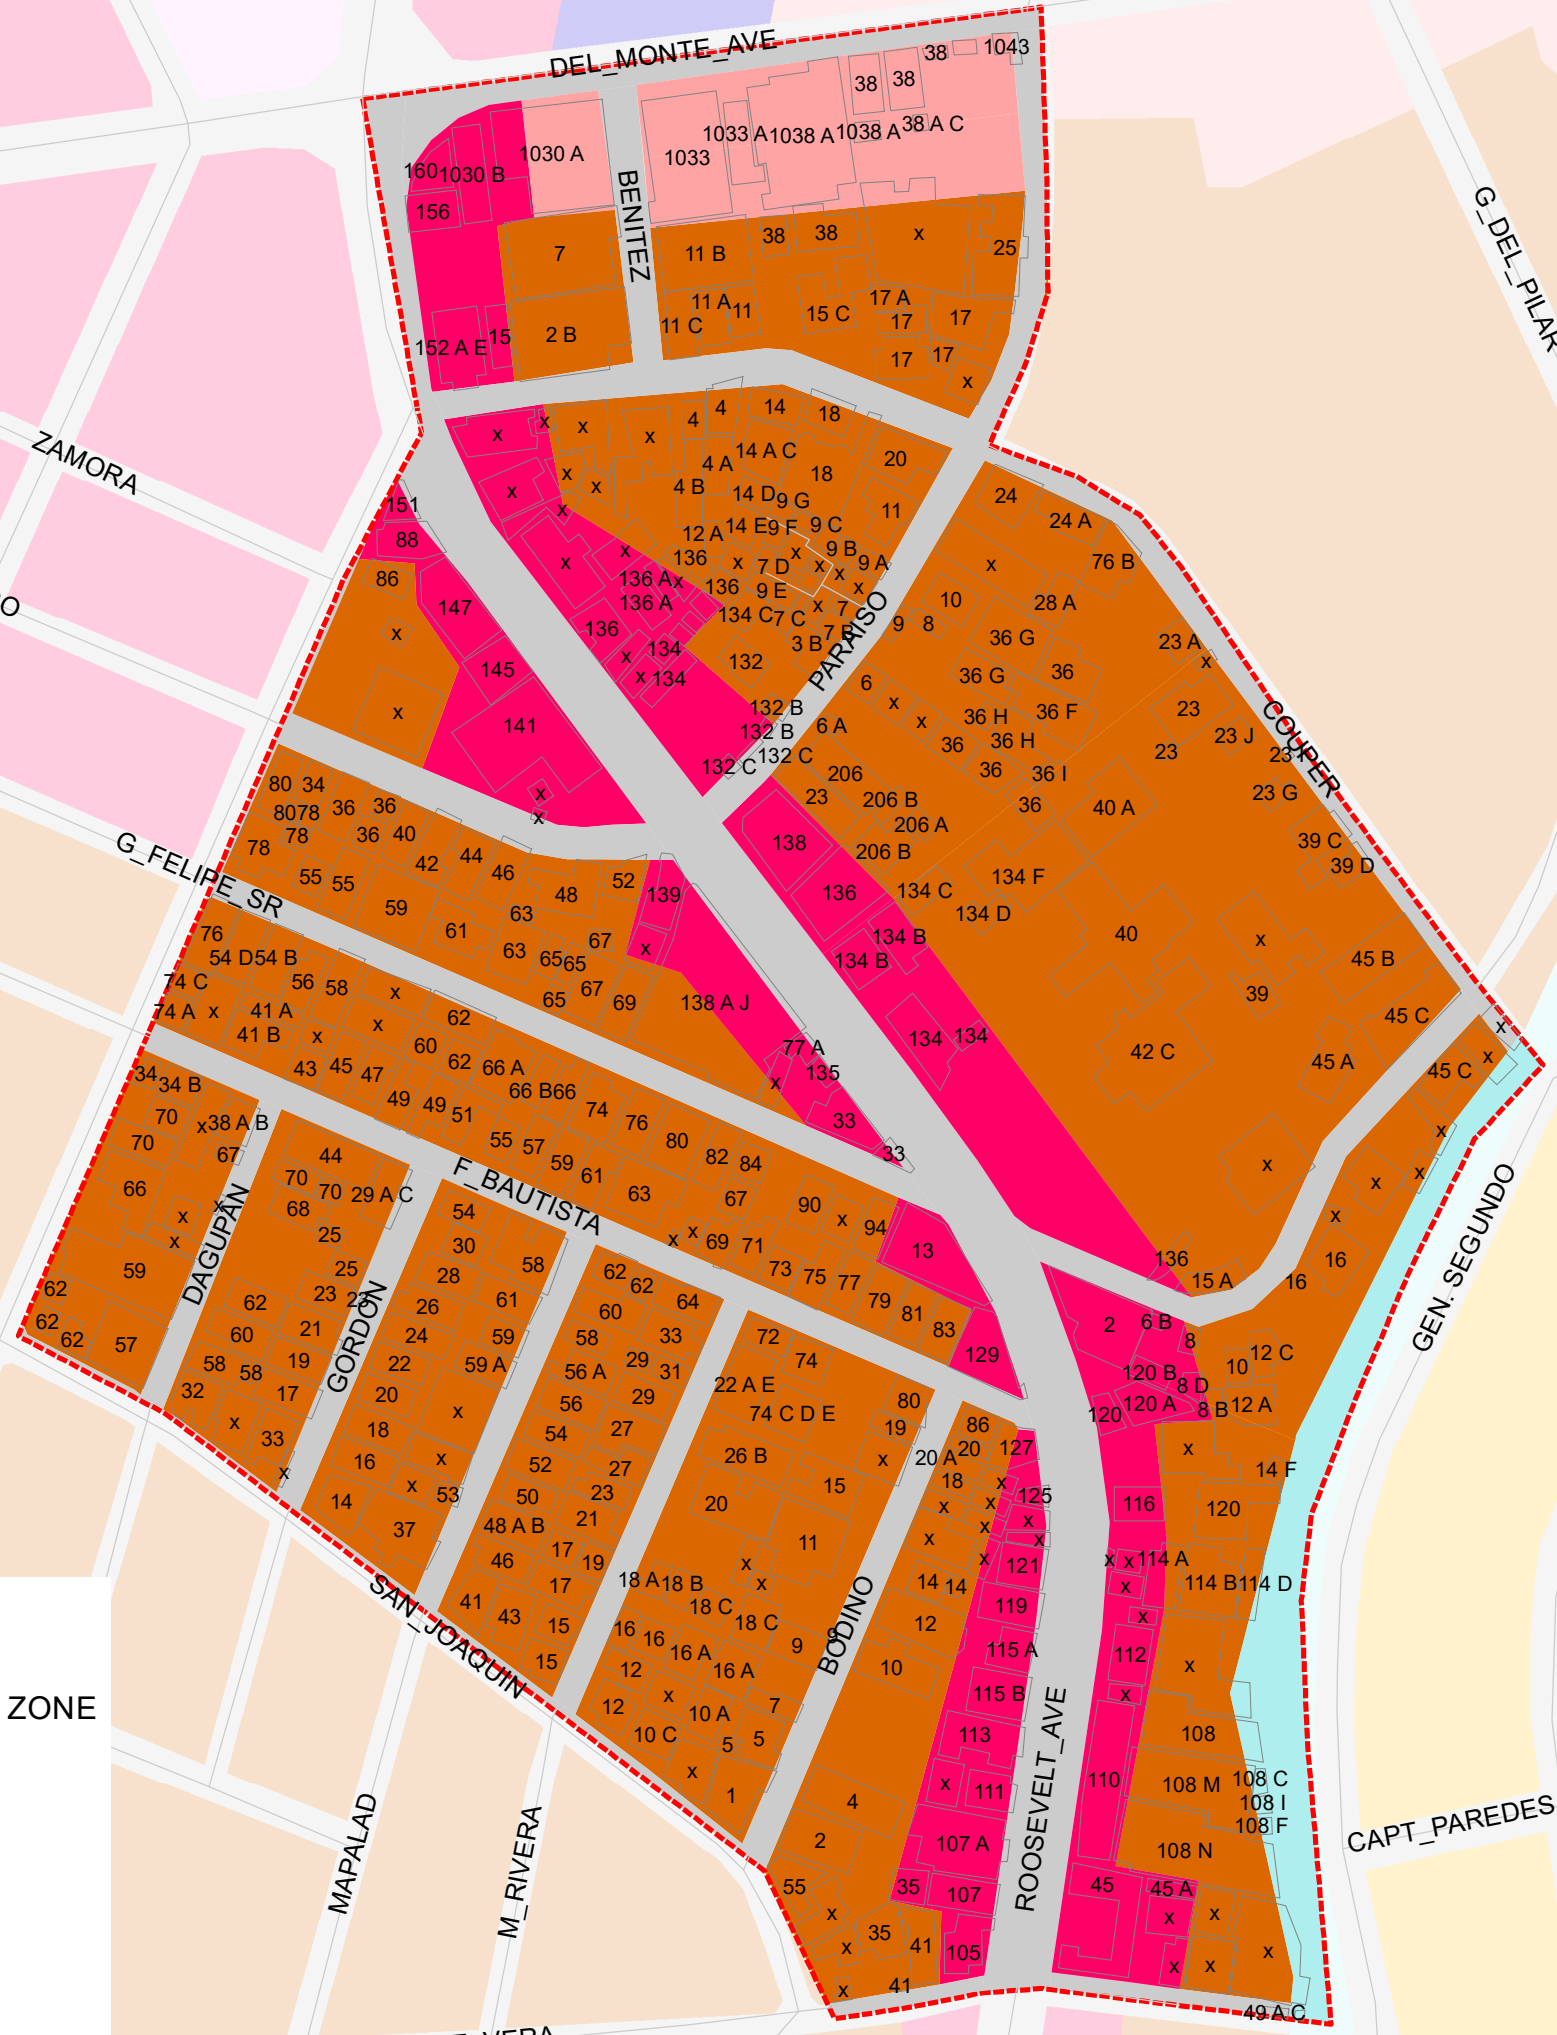 DEL_MONTE_AVE
38
1043
38
38
1033 A
1038 A
1038 A
38 A C
1030 A
1033
160
1030 B
156
BENITEZ
G_DEL_PILAR
7
11 B
38
38
x
25
11 A
11
17 A
15 C
17
17
11 C
2 B
15
152 A E
17
17
x
4
4
14
18
x
x
x
x
14 A C
20
ZAMORA
4 A
18
x
x
x
4 B
14 D
9 G
24
151
11
x
24 A
88
12 A
14 E
9 F
9 C
x
136
9 B
x
x
x
7 D
x
x
9 A
x
76 B
86
136 A
x
136
9 E
x
147
136 A
134 C
7 C
x
7
10
28 A
x
136
7 B
9
8
36 G
23 A
134
3 B
x
132
x
145
x
134
PARAISO
6
36 G
36
x
141
132 B
x
x
36 H
36 F
23
COUPER
132 B
6 A
36
36 H
23
23 J
132 C
132 C
206
36
36 I
80
34
x
23
206 B
36
40 A
23 G
80
78
36
36
x
206 A
78
36
40
138
206 B
39 C
78
42
44
39 D
G_FELIPE_SR
55
55
46
48
52
139
136
134 C
134 F
59
63
134 D
76
61
63
67
x
134 B
40
x
54 D
54 B
65
65
134 B
45 B
74 C
56
58
x
67
39
74 A
x
41 A
65
69
138 A J
45 C
62
x
41 B
x
60
134
134
x
77 A
42 C
45 A
x
43
45
47
62
66 A
135
45 C
34
34 B
66 B
66
x
49
49
51
74
70
x
38 A B
76
33
x
70
67
55
57
80
33
44
59
82
84
x
F_BAUTISTA
61
66
70
70
29 A C
63
67
x
x
68
x
54
90
x
94
x
25
x
x
x
69
71
13
30
136
16
59
25
58
73
75
77
15 A
16
62
28
62
62
DAGUPAN
23
23
GEN. SEGUNDO
62
26
61
60
64
79
81
83
62
60
21
24
59
58
33
72
2
6 B
62
57
8
58
58
19
22
59 A
56 A
29
31
74
129
10
12 C
32
17
GORDON
20
56
29
22 A E
120 B
8 D
80
120 A
x
x
74 C D E
120
8 B
12 A
33
18
54
27
19
86
x
16
x
52
27
26 B
x
20 A
20
127
x
14 F
x
53
50
23
15
18
x
14
20
x
x
125
116
120
37
48 A B
21
x
x
11
x
x
46
17
19
x
x
121
x
x
114 A
17
18 A
18 B
x
14
14
x
114 B
114 D
SAN_JOAQUIN
41
43
15
18 C
18 C
119
x
16
16
9
9
12
115 A
112
15
12
16 A
16 A
BODINO
10
x
ZONE
12
x
10 A
7
115 B
x
10 C
5
5
113
108
x
1
x
111
110
108 M
108 C
4
108 I
108 F
CAPT_PAREDES
2
107 A
108 N
ROOSEVELT_AVE
55
35
107
45
45 A
MAPALAD
M_RIVERA
x
x
x
x
35
41
105
x
x
x
x
41
49 A C